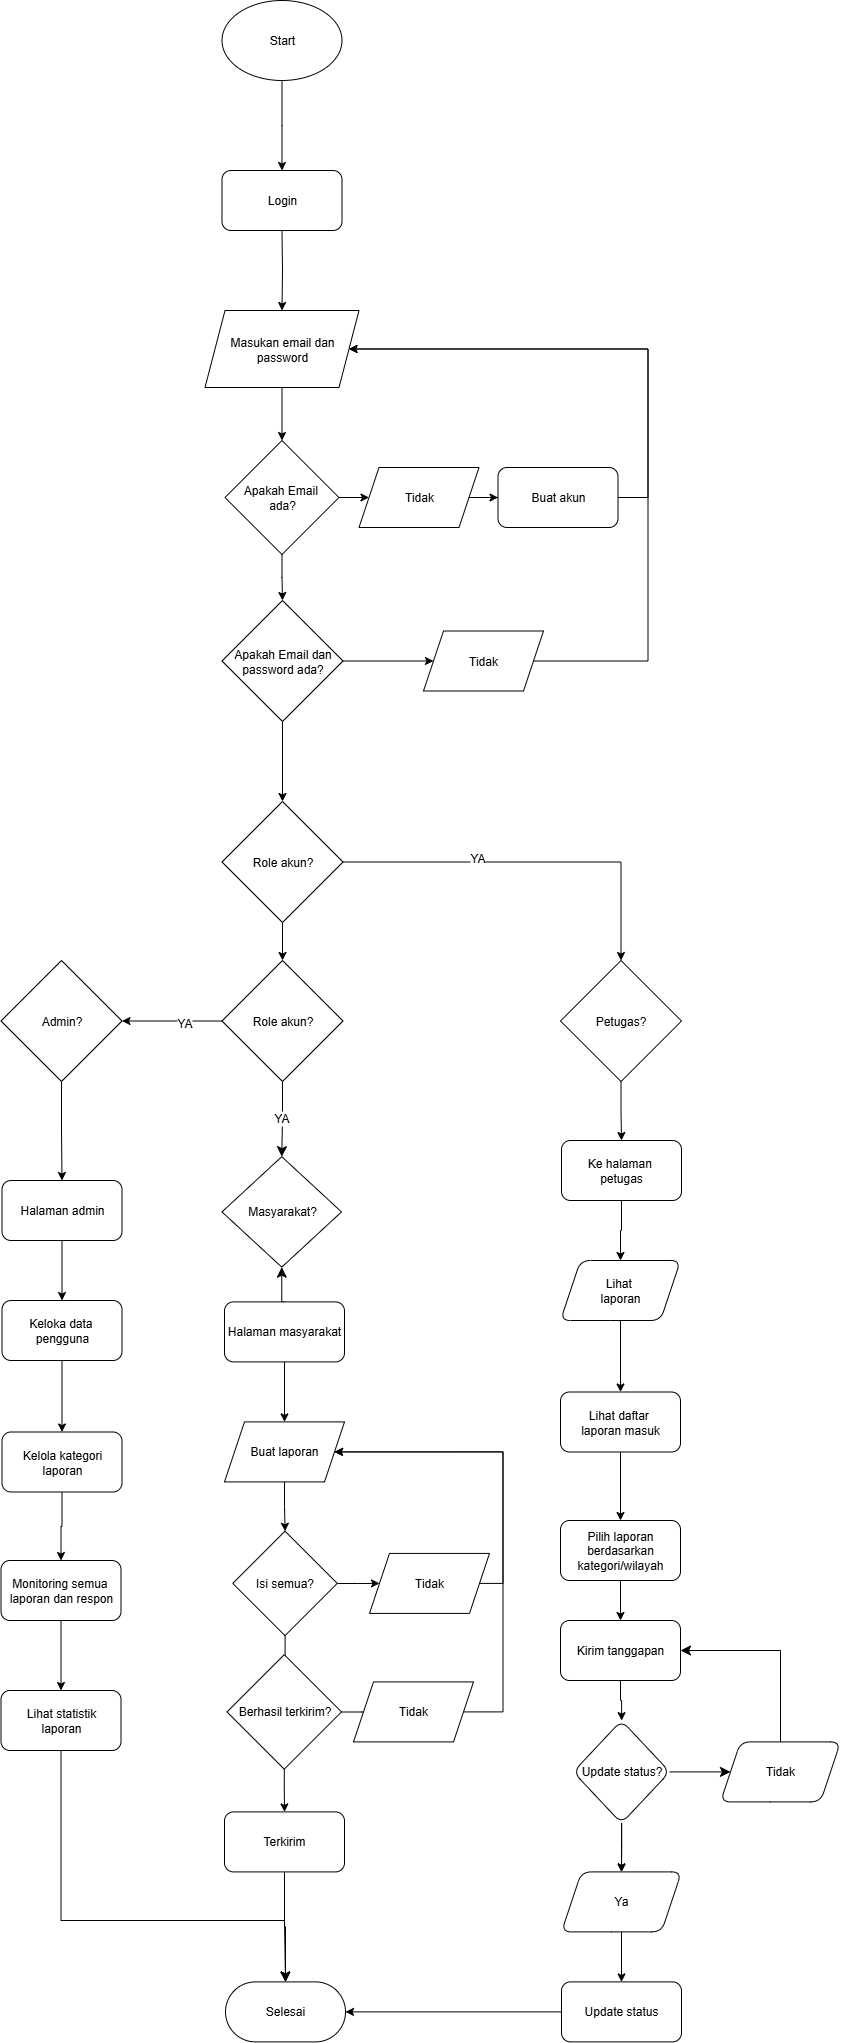 Start
Login
Masukan email dan
password
Apakah Email
ada?
Tidak
Buat akun
Apakah Email dan
password ada?
Tidak
Role akun?
YA
Admin?
YA
Role akun?
Petugas?
YA
Ke halaman
petugas
Halaman admin
Masyarakat?
Lihat
laporan
Keloka data
pengguna
Halaman masyarakat
Lihat daftar
laporan masuk
Kelola kategori
laporan
Buat laporan
Pilih laporan
berdasarkan
kategori/wilayah
Monitoring semua
laporan dan respon
Isi semua?
Tidak
Kirim tanggapan
Lihat statistik
laporan
Berhasil terkirim?
Tidak
Update status?
Tidak
Terkirim
Ya
Selesai
Update status